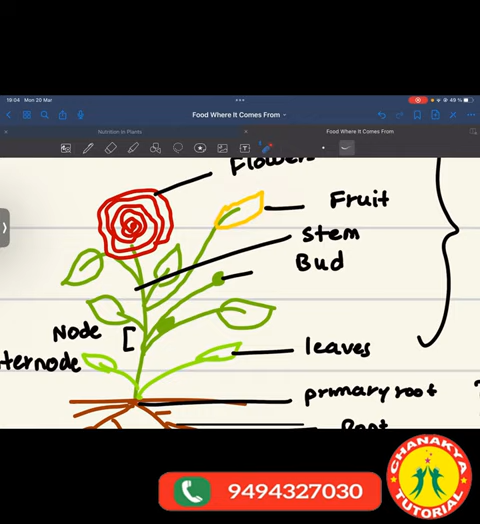 18:04 Mon 20 Mar
49 %
Food Where It Comes From
Nutrition in Plants
Food Where It Comes From
Flowers
Fruit
stem
Bud
Node
leaves
primary root
9494327030
CHANAKYA
TUTORIAL